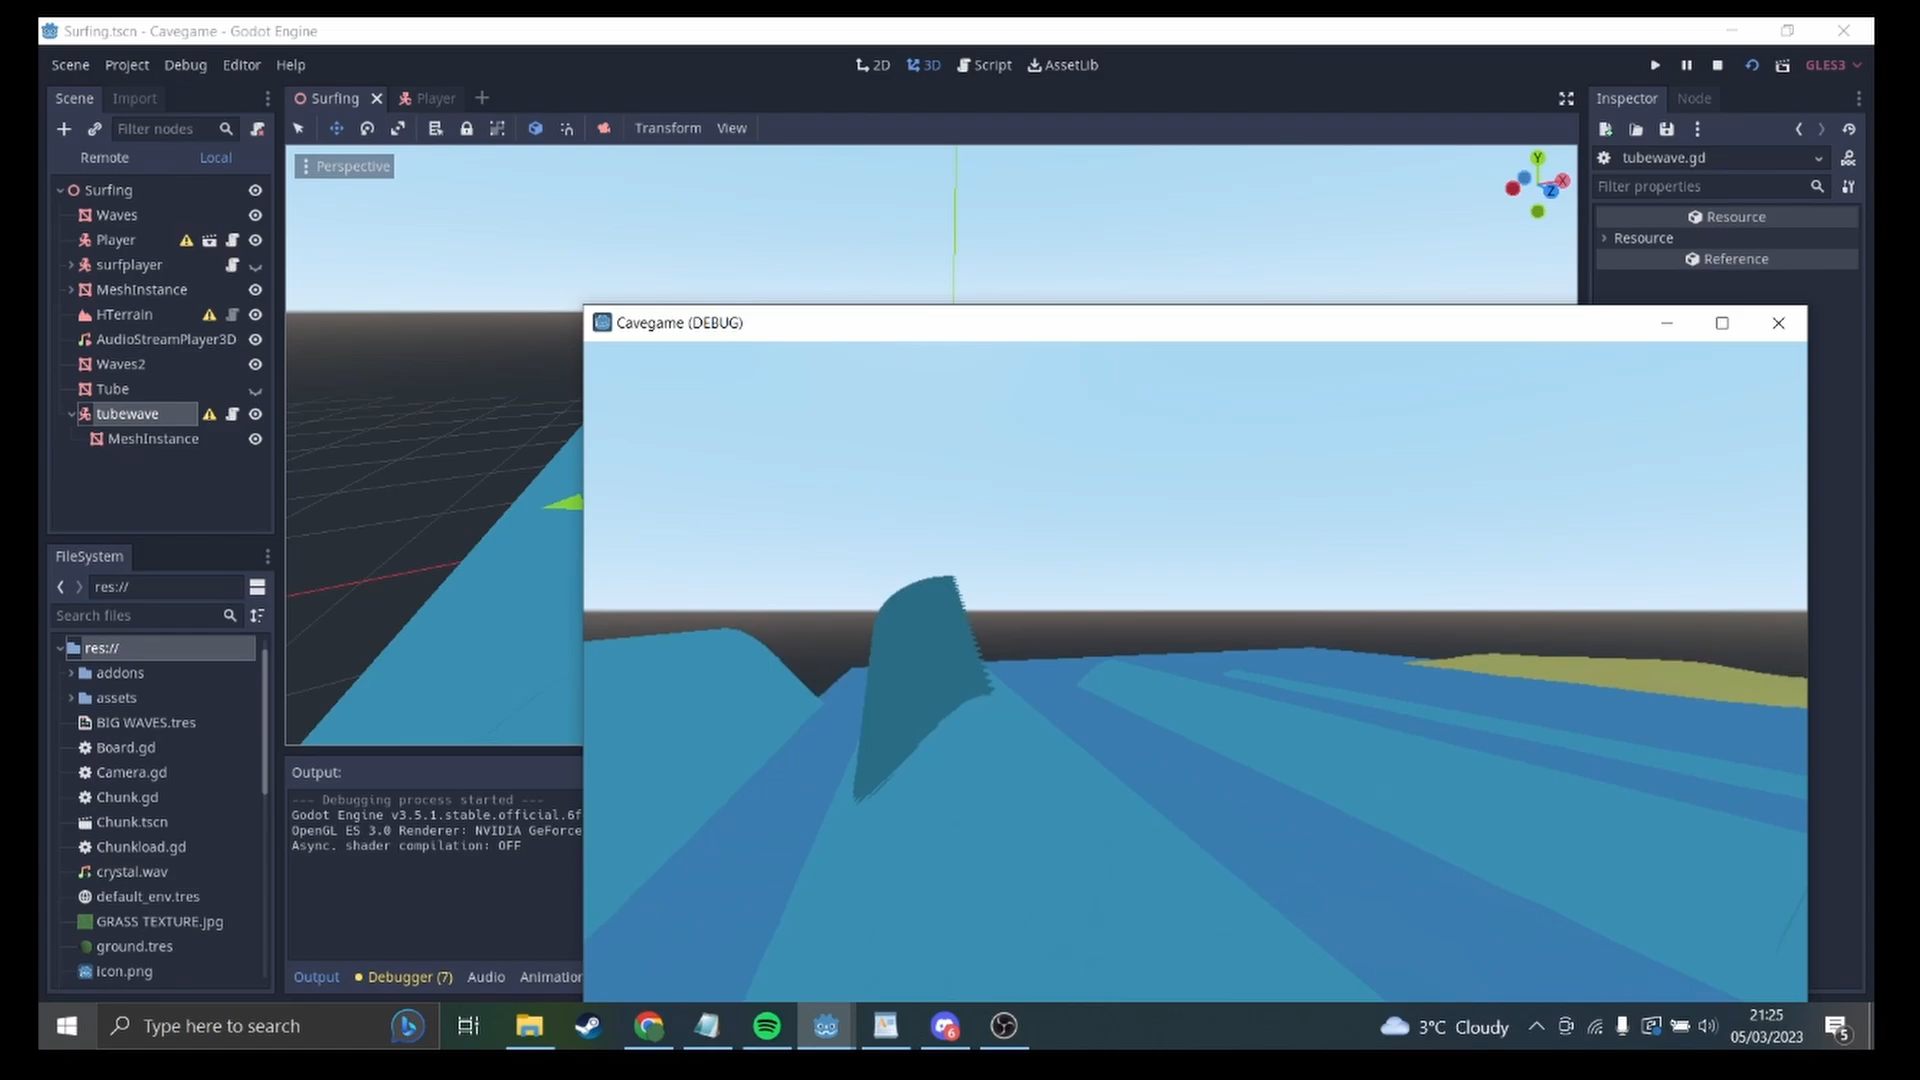 Surfing.tscn - Cavegame - Godot Engine
Scene Project Debug Editor Help
2D 3D Script AssetLib
GLES3
Scene Import
Surfing Player
Inspector Node
Filter nodes
Transform View
Remote Local
Perspective
Y
X
Z
tubewave.gd
Filter properties
Resource
Resource
Reference
Surfing
Waves
Player
surfplayer
MeshInstance
HTerrain
AudioStreamPlayer3D
Waves2
Tube
tubewave
MeshInstance
Cavegame (DEBUG)
FileSystem
res://
Search files
res://
addons
assets
BIG WAVES.tres
Board.gd
Camera.gd
Chunk.gd
Chunk.tscn
Chunkload.gd
crystal.wav
default_env.tres
GRASS TEXTURE.jpg
ground.tres
icon.png
Output:
--- Debugging process started ---
Godot Engine v3.5.1.stable.official.6f
OpenGL ES 3.0 Renderer: NVIDIA GeForce
Async. shader compilation: OFF
Output Debugger (7) Audio Animation
Type here to search
6
3°C Cloudy
21:25
05/03/2023
5